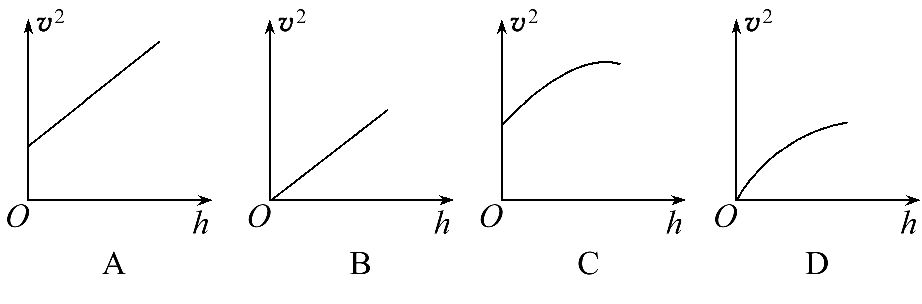 v² v² v² v²
O h O h O h O h
A B C D